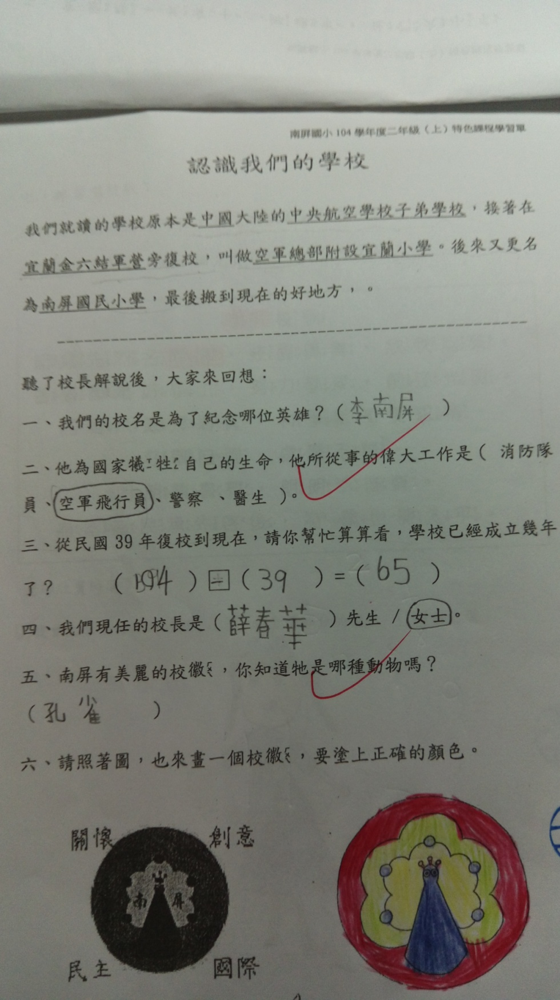 南屏國小 104 學年度二年級（上）特色課程學習單
認識我們的學校
我們就讀的學校原本是中國大陸的中央航空學校子弟學校，接著在
宜蘭金六結軍營旁復校，叫做空軍總部附設宜蘭小學。後來又更名
為南屏國民小學，最後搬到現在的好地方，。
聽了校長解說後，大家來回想：
一、我們的校名是為了紀念哪位英雄？（李南屏）
二、他為國家犧牲自己的生命，他所從事的偉大工作是（ 消防隊
員、空軍飛行員、警察 、醫生 ）。
三、從民國 39 年復校到現在，請你幫忙算算看，學校已經成立幾年
了？ （104）－（39）=（65）
四、我們現任的校長是（薛春華）先生 / 女士。
五、南屏有美麗的校徽，你知道牠是哪種動物嗎？
（孔雀）
六、請照著圖，也來畫一個校徽，要塗上正確的顏色。
關懷 創意
南 屏
民主 國際